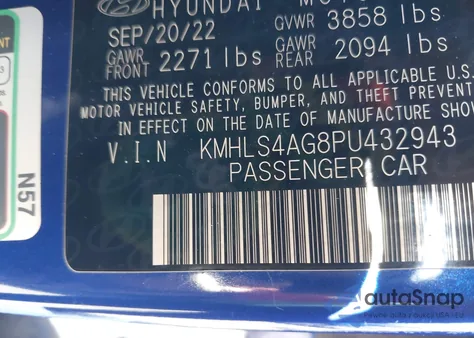 HYUNDAI
SEP/20/22
GVWR 3858 lbs
GAWR FRONT 2271 lbs
GAWR REAR 2094 lbs
THIS VEHICLE CONFORMS TO ALL APPLICABLE U.S.
MOTOR VEHICLE SAFETY, BUMPER, AND THEFT PREVENT
IN EFFECT ON THE DATE OF MANUFACTURE SHOW
V.I.N KMHLS4AG8PU432943
PASSENGER CAR
N57
autoSnap